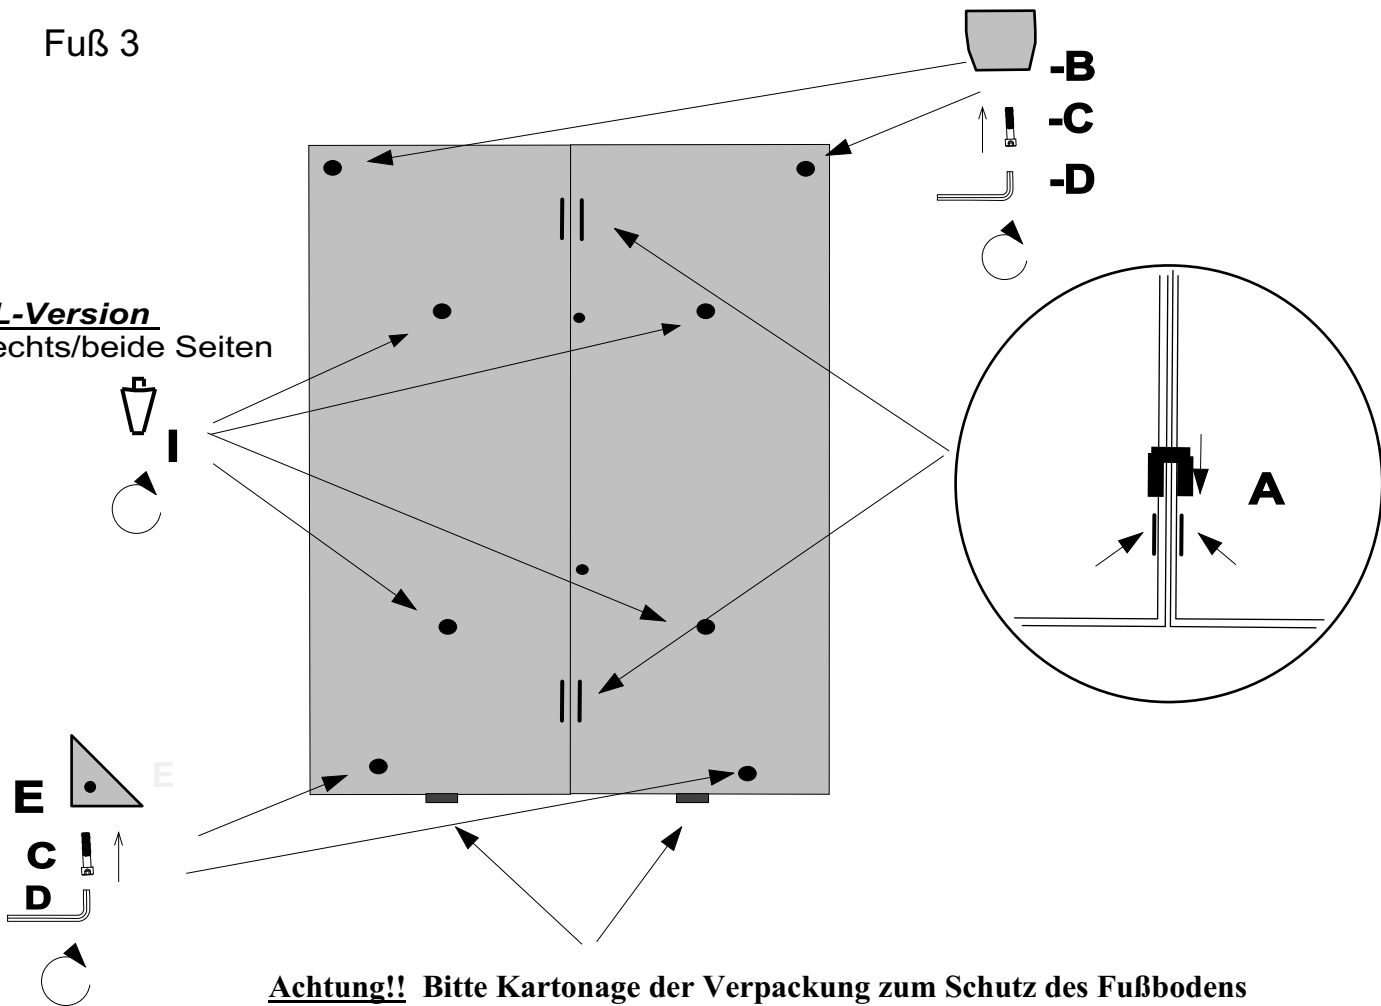 Fuß 3
-B
-C
-D
L-Version
echts/beide Seiten
I
A
E
E
C
D
Achtung!! Bitte Kartonage der Verpackung zum Schutz des Fußbodens